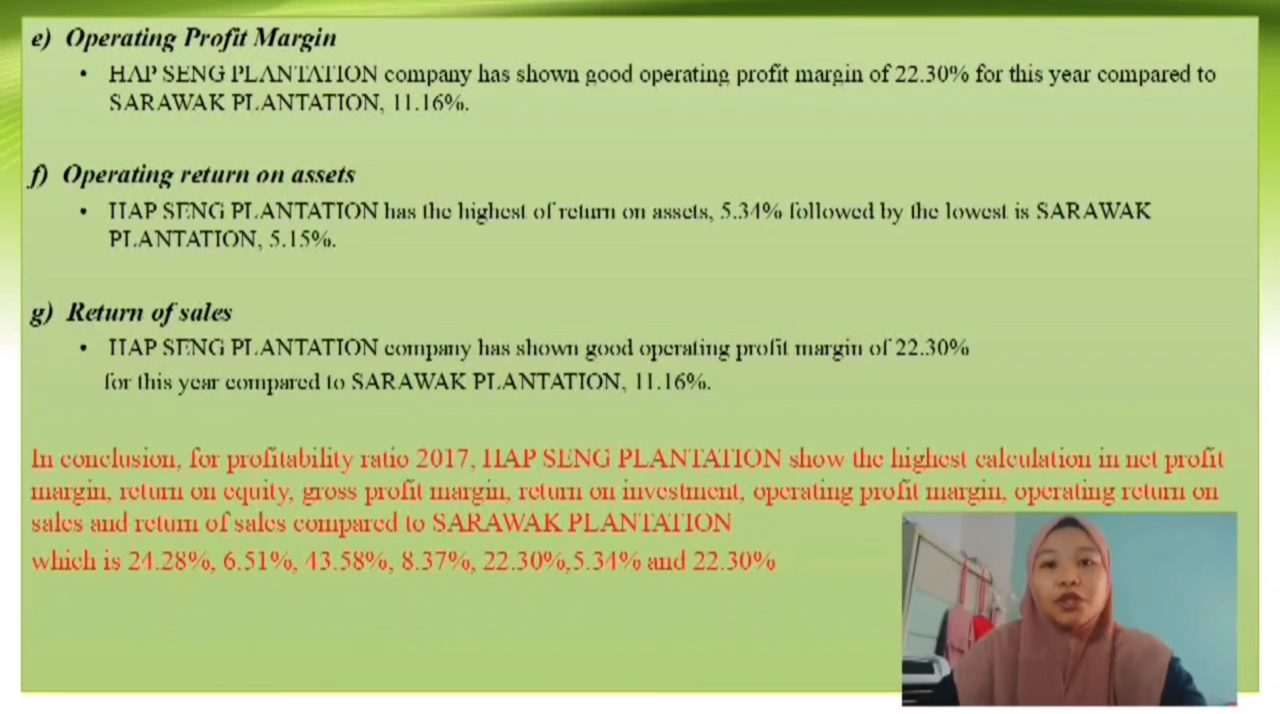 e) Operating Profit Margin
• HAP SENG PLANTATION company has shown good operating profit margin of 22.30% for this year compared to
SARAWAK PLANTATION, 11.16%.
f) Operating return on assets
• HAP SENG PLANTATION has the highest of return on assets, 5.34% followed by the lowest is SARAWAK
PLANTATION, 5.15%.
g) Return of sales
• HAP SENG PLANTATION company has shown good operating profit margin of 22.30%
for this year compared to SARAWAK PLANTATION, 11.16%.
In conclusion, for profitability ratio 2017, HAP SENG PLANTATION show the highest calculation in net profit
margin, return on equity, gross profit margin, return on investment, operating profit margin, operating return on
sales and return of sales compared to SARAWAK PLANTATION
which is 24.28%, 6.51%, 43.58%, 8.37%, 22.30%,5.34% and 22.30%